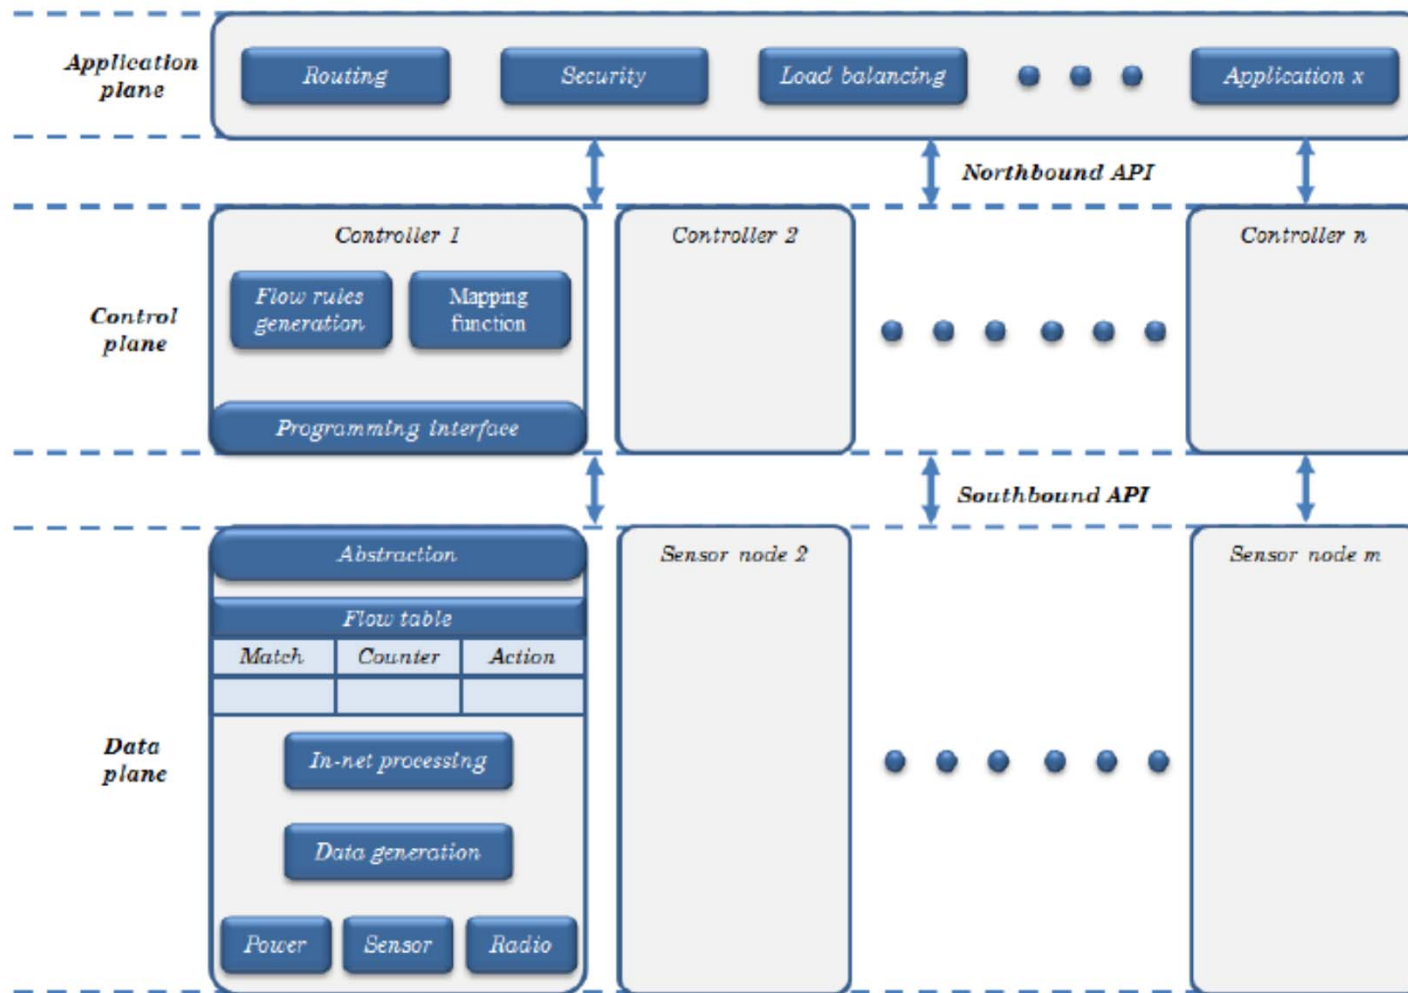 Application
plane
Routing
Security
Load balancing
Application x
Northbound API
Control
plane
Controller 1
Flow rules
generation
Mapping
function
Programming interface
Controller 2
Controller n
Southbound API
Data
plane
Abstraction
Flow table
Match
Counter
Action
In-net processing
Data generation
Power
Sensor
Radio
Sensor node 2
Sensor node m